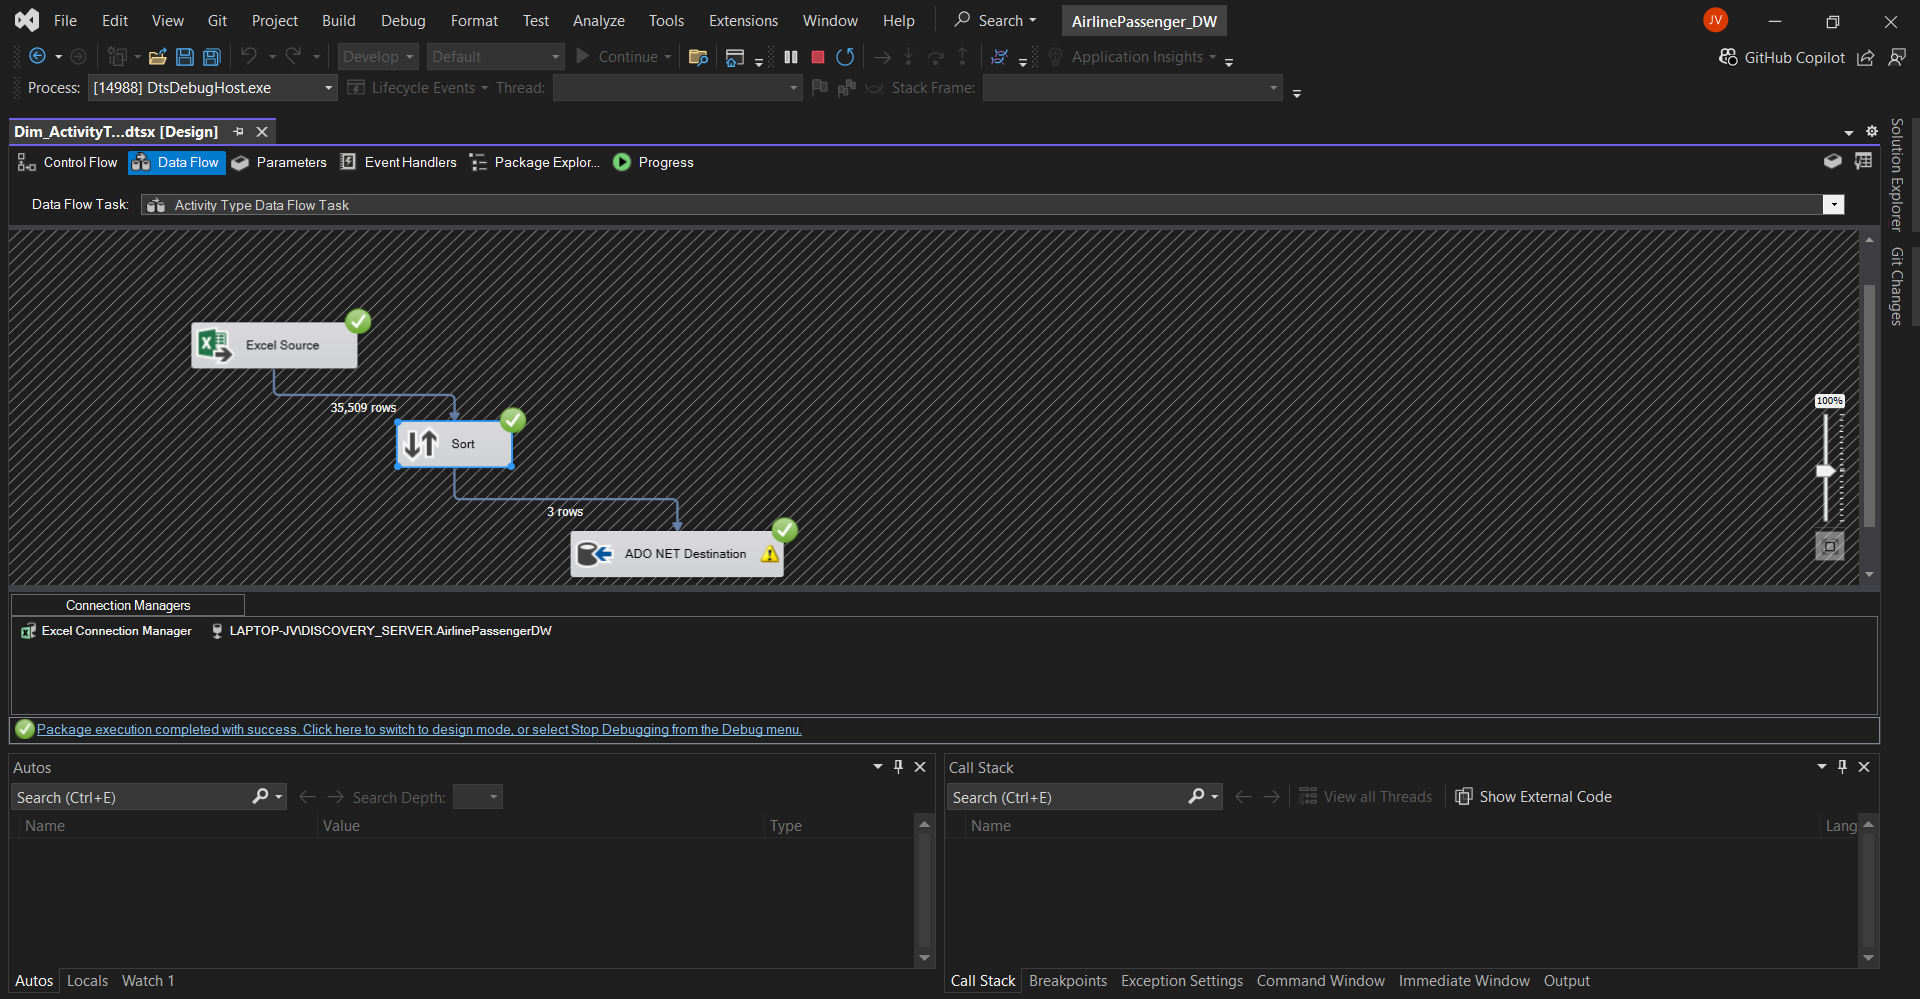 File Edit View Git Project Build Debug Format Test Analyze Tools Extensions Window Help Search AirlinePassenger_DW JV
Develop Default Continue Application Insights GitHub Copilot
Process: [14988] DtsDebugHost.exe Lifecycle Events Thread: Stack Frame:
Dim_ActivityT...dtsx [Design]
Control Flow Data Flow Parameters Event Handlers Package Explor... Progress
Data Flow Task: Activity Type Data Flow Task
Solution Explorer
Git Changes
Excel Source
35,509 rows
100%
Sort
3 rows
ADO NET Destination
Connection Managers
Excel Connection Manager LAPTOP-JV\DISCOVERY_SERVER.AirlinePassengerDW
Package execution completed with success. Click here to switch to design mode, or select Stop Debugging from the Debug menu.
Autos
Search (Ctrl+E) Search Depth:
Name Value Type
Autos Locals Watch 1
Call Stack
Search (Ctrl+E) View all Threads Show External Code
Name Lang
Call Stack Breakpoints Exception Settings Command Window Immediate Window Output